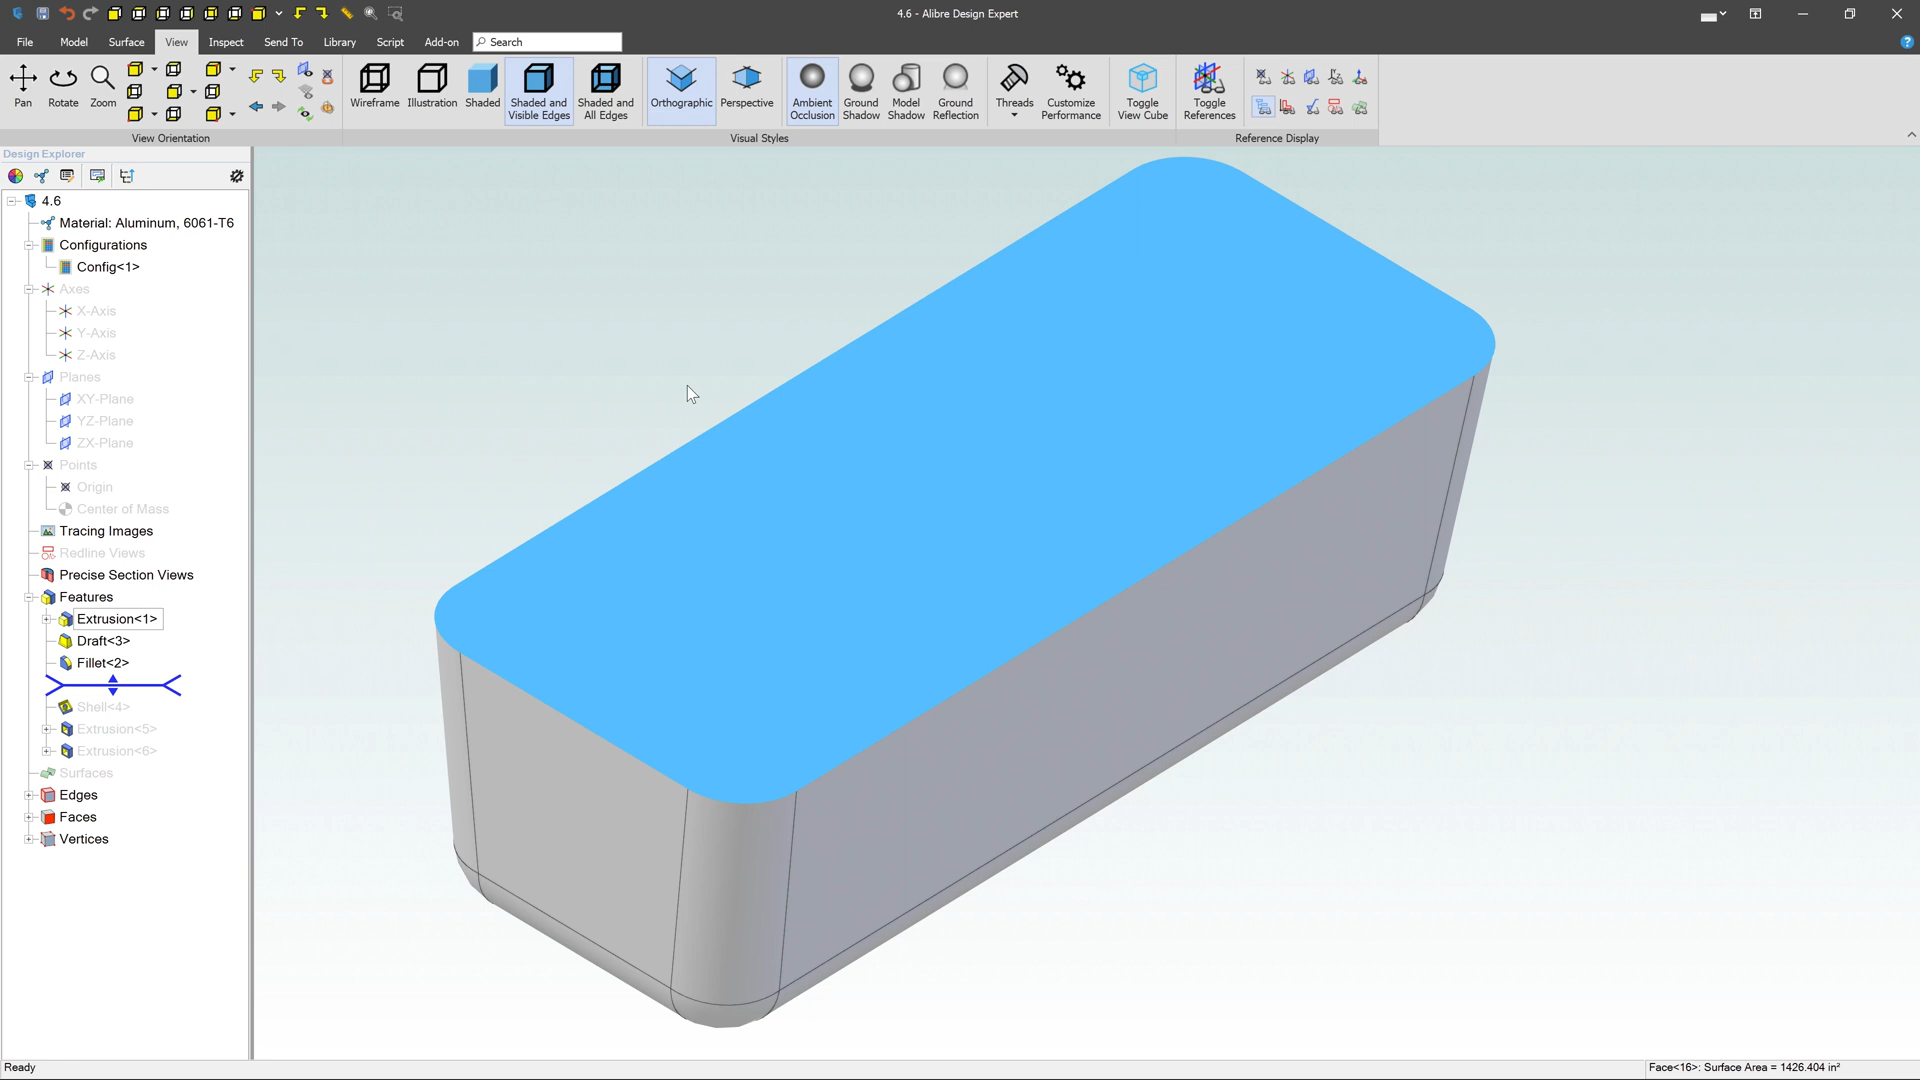 4.6 - Alibre Design Expert
File Model Surface View Inspect Send To Library Script Add-on Search
Pan Rotate Zoom
Wireframe Illustration Shaded Shaded and Visible Edges Shaded and All Edges
Orthographic Perspective
Ambient Occlusion Ground Shadow Model Shadow Ground Reflection
Threads Customize Performance
Toggle View Cube
Toggle References
View Orientation Visual Styles Reference Display
Design Explorer
4.6
Material: Aluminum, 6061-T6
Configurations
Config<1>
Axes
X-Axis
Y-Axis
Z-Axis
Planes
XY-Plane
YZ-Plane
ZX-Plane
Points
Origin
Center of Mass
Tracing Images
Redline Views
Precise Section Views
Features
Extrusion<1>
Draft<3>
Fillet<2>
Shell<4>
Extrusion<5>
Extrusion<6>
Surfaces
Edges
Faces
Vertices
Ready
Face<16>: Surface Area = 1426.404 in²